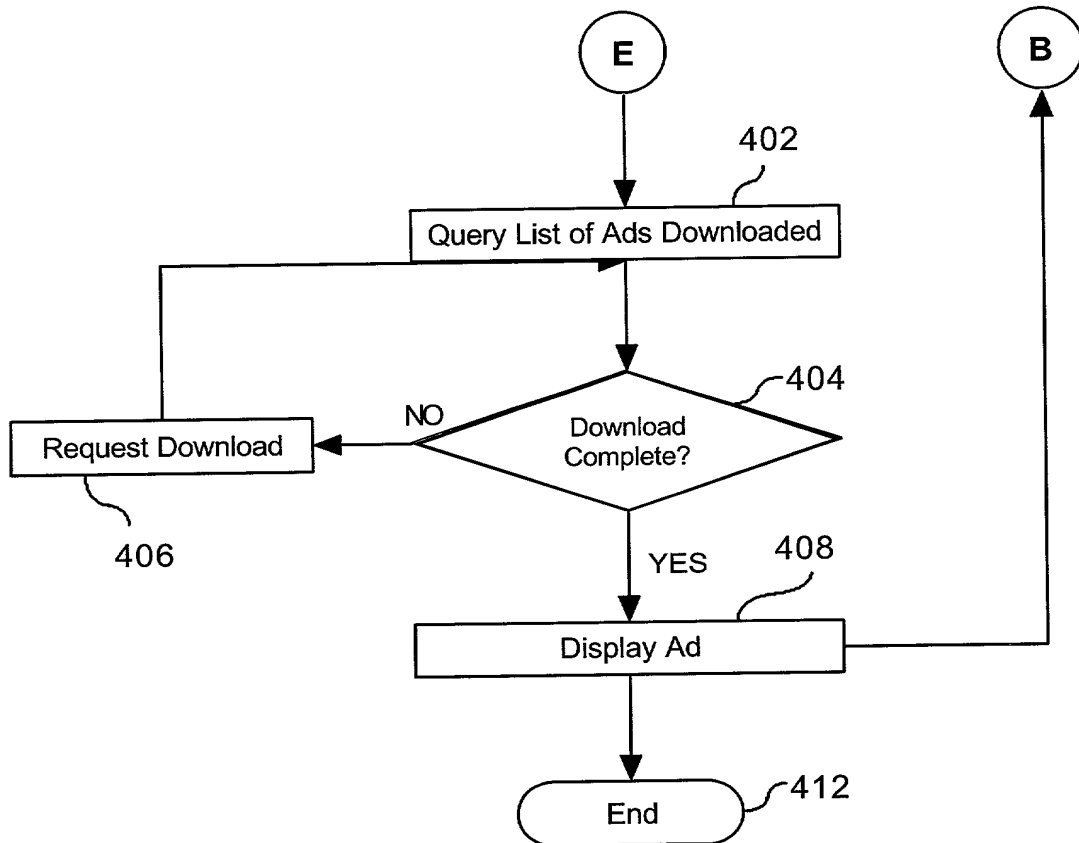 E
B
402
Query List of Ads Downloaded
404
NO
Download
Complete?
Request Download
406
YES
408
Display Ad
End
412